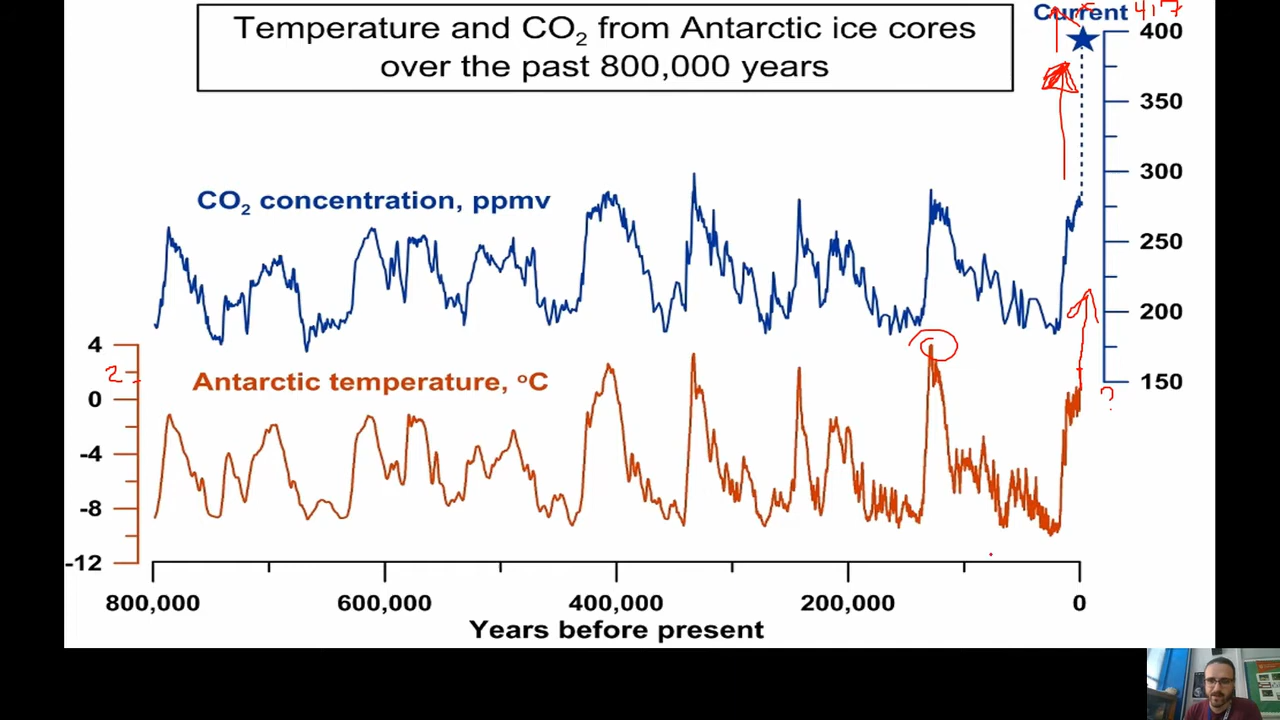 Temperature and CO2 from Antarctic ice cores
over the past 800,000 years
Current 417
400
350
300
CO2 concentration, ppmv
250
200
150
4
2
0
-4
-8
-12
Antarctic temperature, °C
?
800,000 600,000 400,000 200,000 0
Years before present